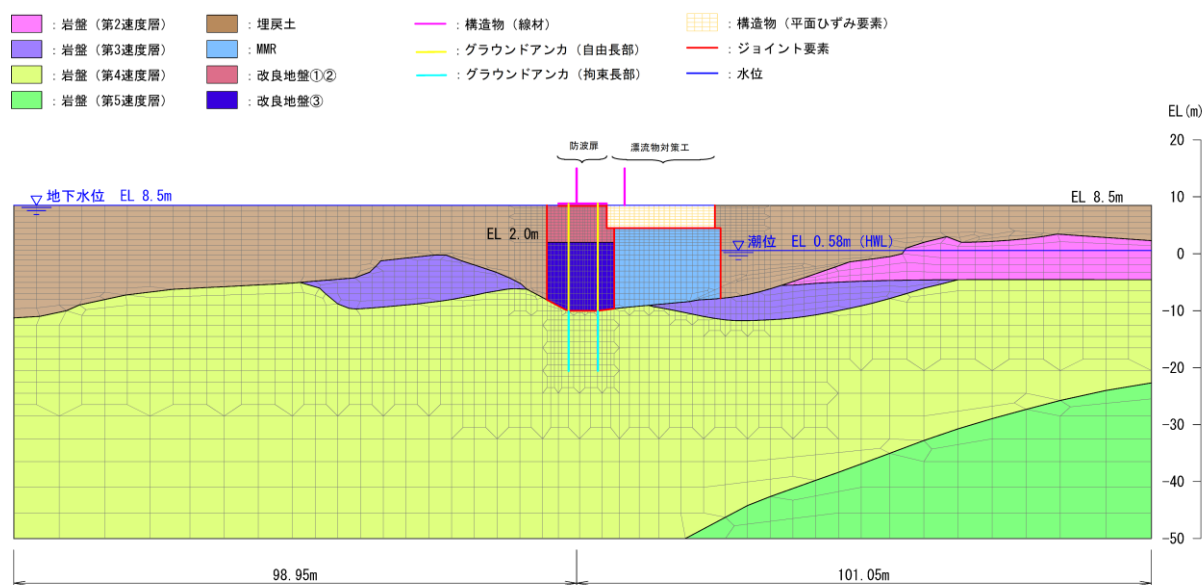 ：岩盤（第2速度層）
：岩盤（第3速度層）
：岩盤（第4速度層）
：岩盤（第5速度層）
：埋戻土
：MMR
：改良地盤①②
：改良地盤③
：構造物（線材）
：グラウンドアンカ（自由長部）
：グラウンドアンカ（拘束長部）
：構造物（平面ひずみ要素）
：ジョイント要素
：水位
EL(m)
防波扉
漂流物対策工
地下水位 EL 8.5m
EL 8.5m
EL 2.0m
潮位 EL 0.58m（HWL）
20
10
0
-10
-20
-30
-40
-50
98.95m
101.05m